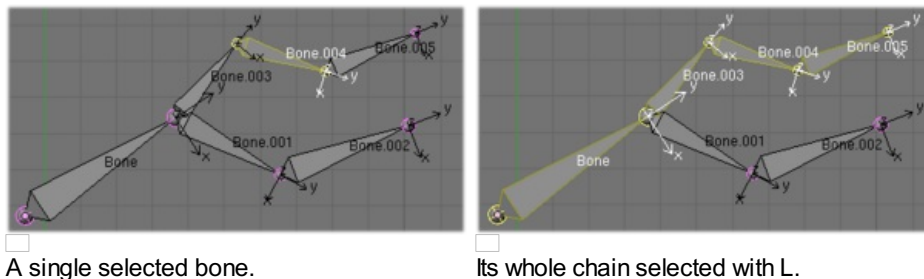 y
y
Bone.004
Bone.005
x
x
y
Bone.003
x
y
y
Bone.001
x
Bone.002
x
Bone
y
x
y
y
Bone.004
Bone.005
x
x
y
Bone.003
x
y
y
Bone.001
x
Bone.002
x
Bone
y
x
A single selected bone.
Its whole chain selected with L.